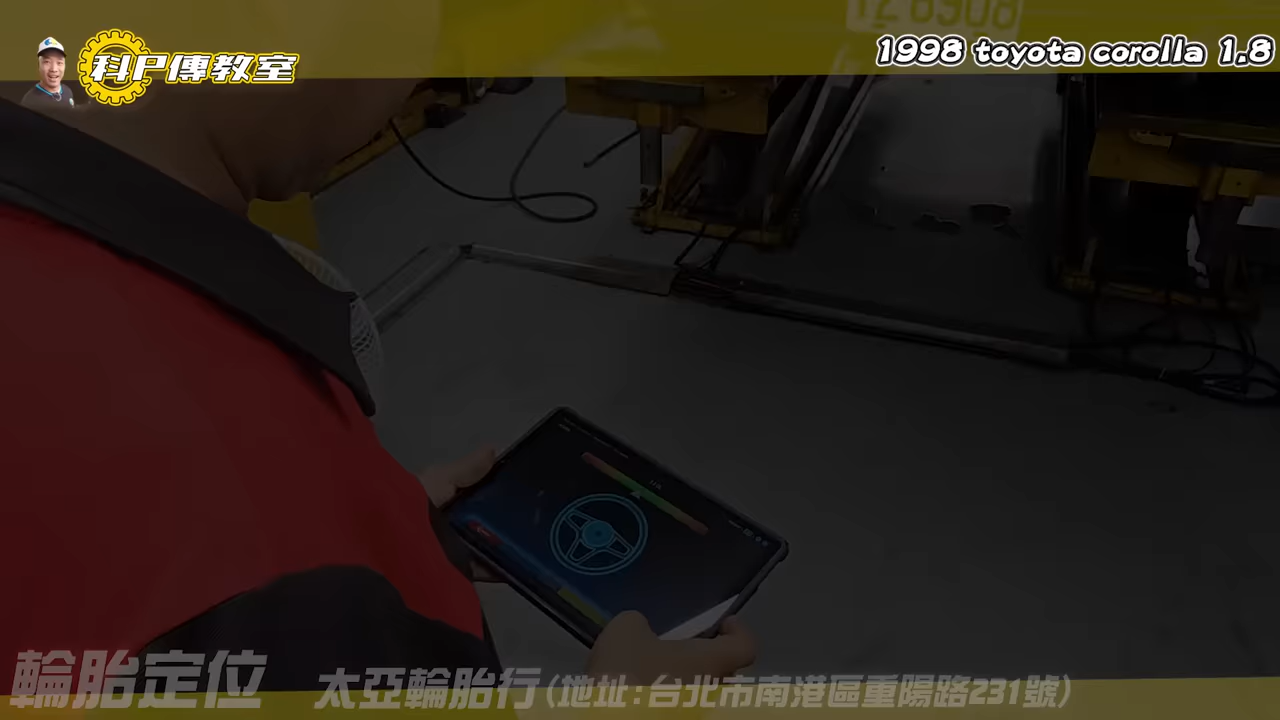 科尸傳教室
1998 toyota corolla 1.8
輪胎定位
太亞輪胎行(地址:台北市南港區重陽路231號)